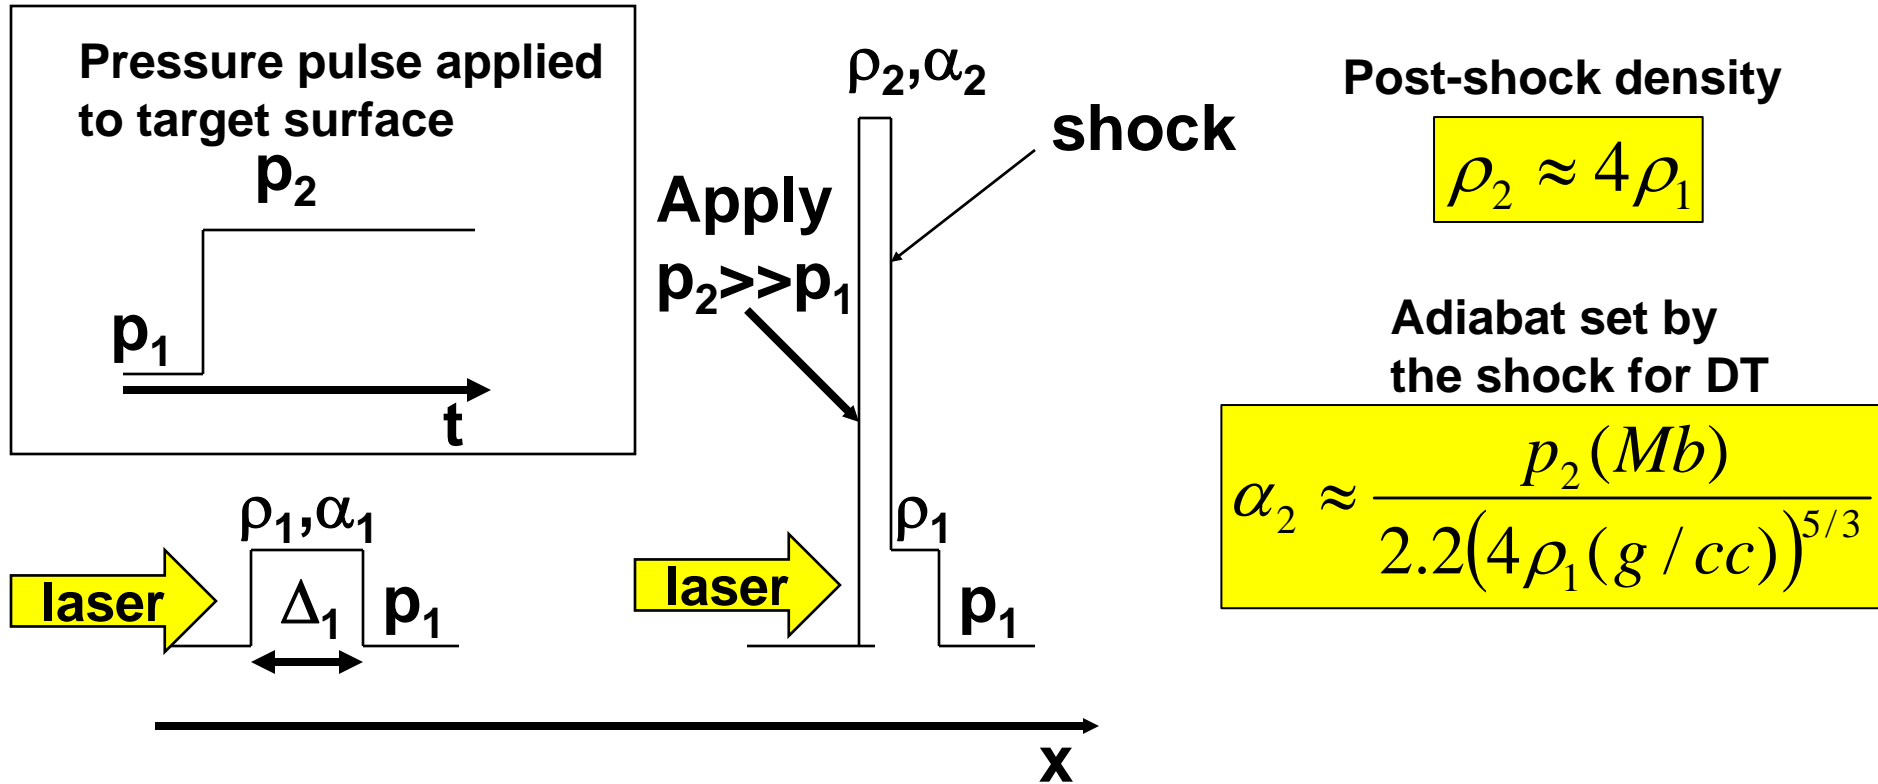 Pressure pulse applied
to target surface
p₂
p₁
t
ρ₁,α₁
laser
Δ₁
p₁
ρ₂,α₂
shock
Apply
p₂>>p₁
ρ₁
laser
p₁
x
Post-shock density
ρ₂ ≈ 4ρ₁
Adiabat set by
the shock for DT
α₂ ≈ p₂(Mb) / 2.2(4ρ₁(g/cc))^5/3